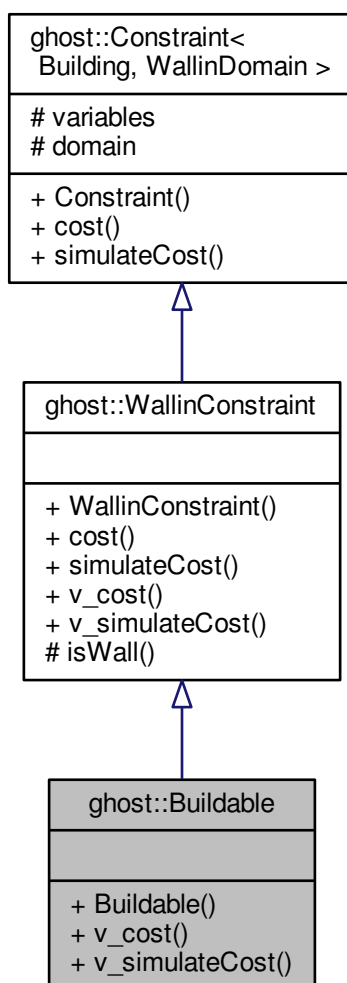 ghost::Constraint<
Building, WallinDomain >
# variables
# domain
+ Constraint()
+ cost()
+ simulateCost()
ghost::WallinConstraint
+ WallinConstraint()
+ cost()
+ simulateCost()
+ v_cost()
+ v_simulateCost()
# isWall()
ghost::Buildable
+ Buildable()
+ v_cost()
+ v_simulateCost()